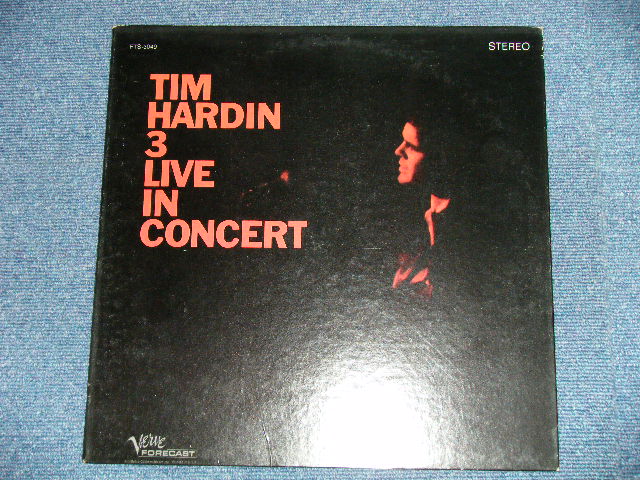 FTS-3049
STEREO
TIM
HARDIN
3
LIVE
IN
CONCERT
Verve
FORECAST